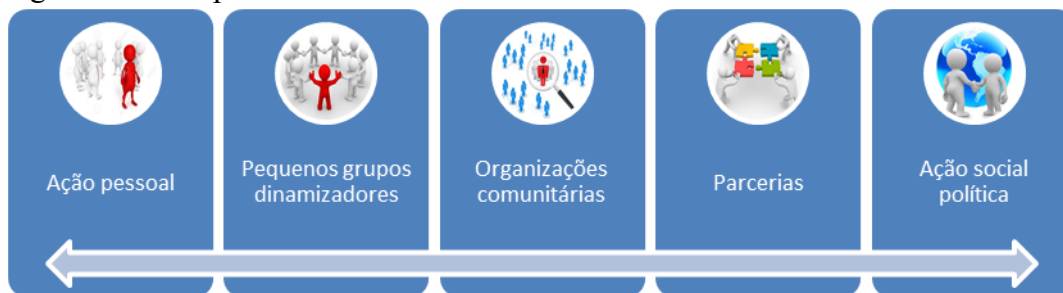 Ação pessoal
Pequenos grupos
dinamizadores
Organizações
comunitárias
Parcerias
Ação social
política